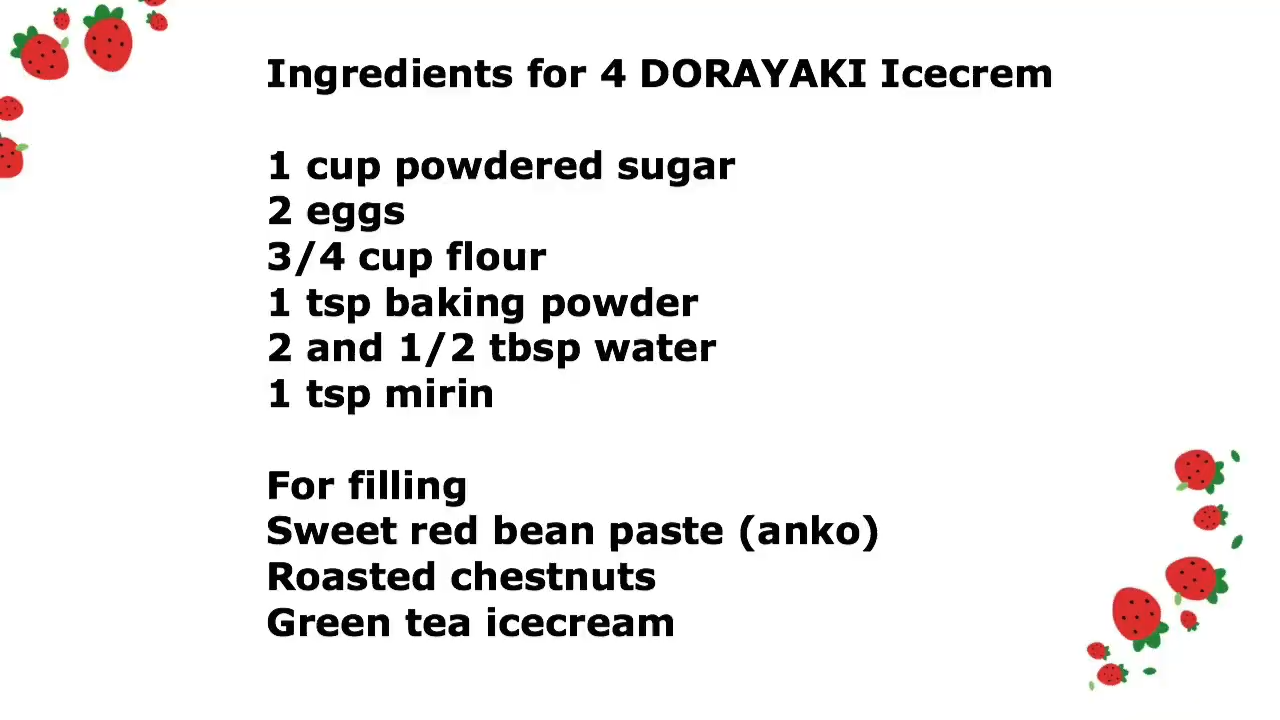 Ingredients for 4 DORAYAKI Icecrem
1 cup powdered sugar
2 eggs
3/4 cup flour
1 tsp baking powder
2 and 1/2 tbsp water
1 tsp mirin
For filling
Sweet red bean paste (anko)
Roasted chestnuts
Green tea icecream